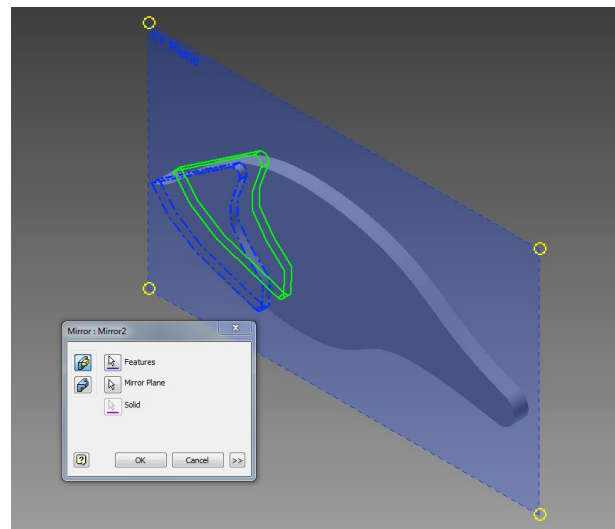 XY Plane
Mirror : Mirror2
Features
Mirror Plane
Solid
?
OK
Cancel
>>